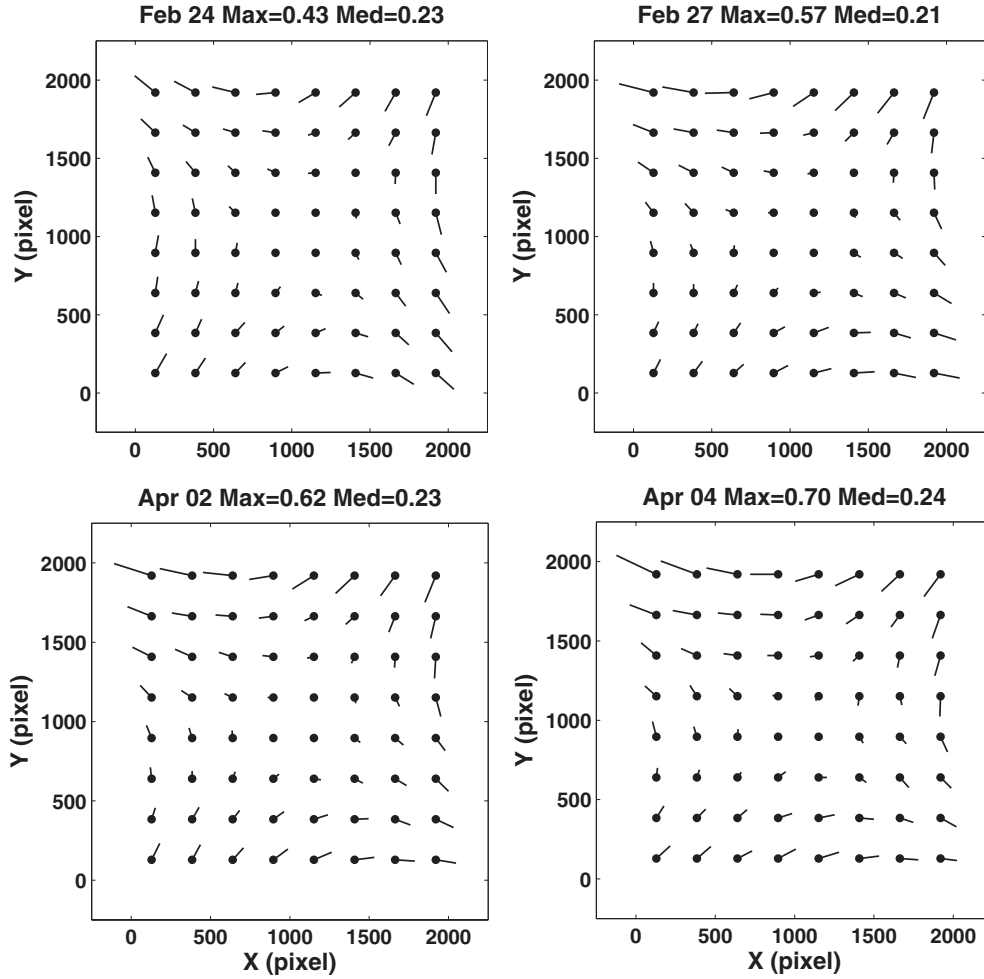 Feb 24 Max=0.43 Med=0.23
Feb 27 Max=0.57 Med=0.21
2000
1500
1000
500
0
Y (pixel)
0 500 1000 1500 2000
2000
1500
1000
500
0
Y (pixel)
0 500 1000 1500 2000
Apr 02 Max=0.62 Med=0.23
Apr 04 Max=0.70 Med=0.24
2000
1500
1000
500
0
Y (pixel)
0 500 1000 1500 2000
X (pixel)
2000
1500
1000
500
0
Y (pixel)
0 500 1000 1500 2000
X (pixel)